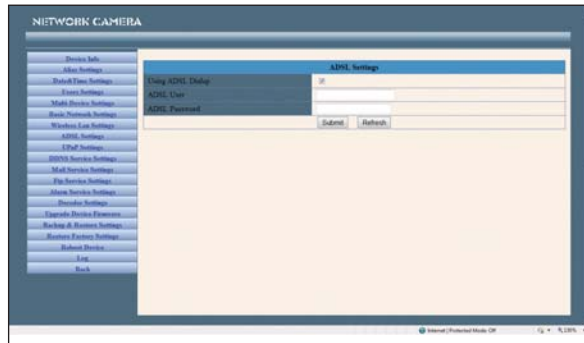 NETWORK CAMERA
Device Info
Alias Settings
Date&Time Settings
Users Settings
Multi-Device Settings
Basic Network Settings
Wireless Lan Settings
ADSL Settings
UPnP Settings
DDNS Service Settings
Mail Service Settings
Ftp Service Settings
Alarm Service Settings
Decoder Settings
Upgrade Device Firmware
Backup & Restore Settings
Restore Factory Settings
Reboot Device
Log
Back
ADSL Settings
Using ADSL Dialup
ADSL User
ADSL Password
Submit Refresh
Internet | Protected Mode: Off